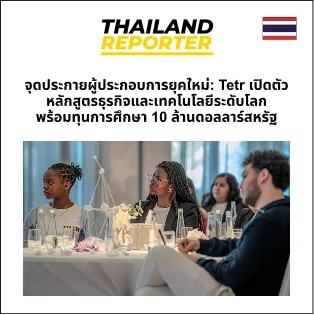 THAILAND
REPORTER
จุดประกายผู้ประกอบการยุคใหม่: Tetr เปิดตัว
หลักสูตรธุรกิจและเทคโนโลยีระดับโลก
พร้อมทุนการศึกษา 10 ล้านดอลลาร์สหรัฐ